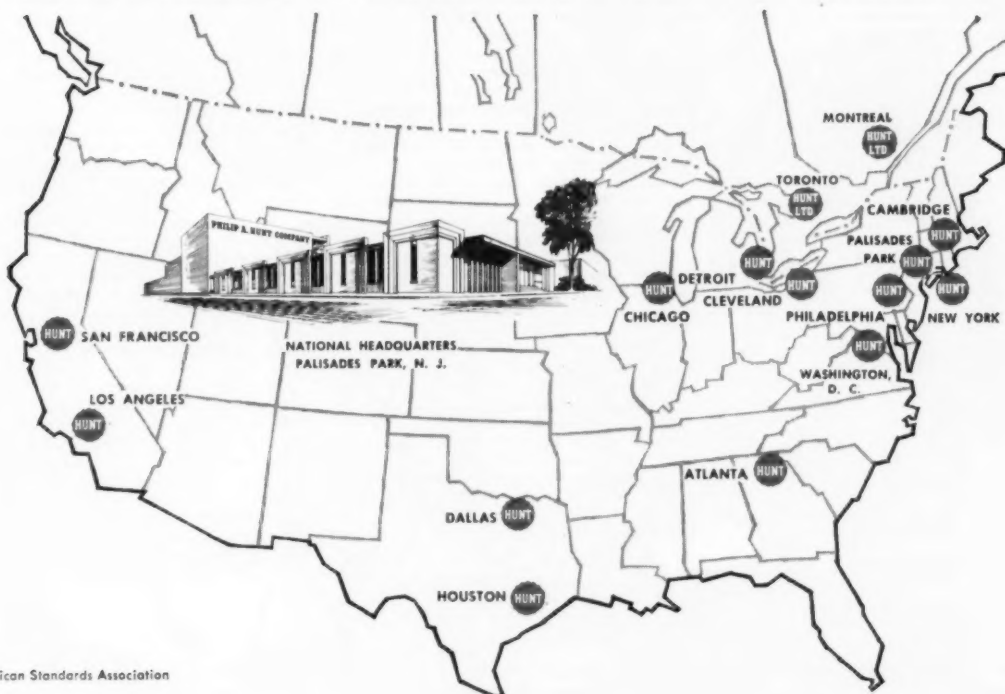 MONTREAL
HUNT
LTD
TORONTO
HUNT
LTD
CAMBRIDGE
HUNT
PHILIP A. HUNT COMPANY
PALISADES
PARK
HUNT
DETROIT
HUNT
HUNT
CHICAGO
CLEVELAND
HUNT
PHILADELPHIA
HUNT
NEW YORK
HUNT
HUNT
SAN FRANCISCO
NATIONAL HEADQUARTERS
PALISADES PARK, N. J.
WASHINGTON,
D. C.
HUNT
LOS ANGELES
HUNT
ATLANTA
HUNT
DALLAS
HUNT
HOUSTON
HUNT
ican Standards Association